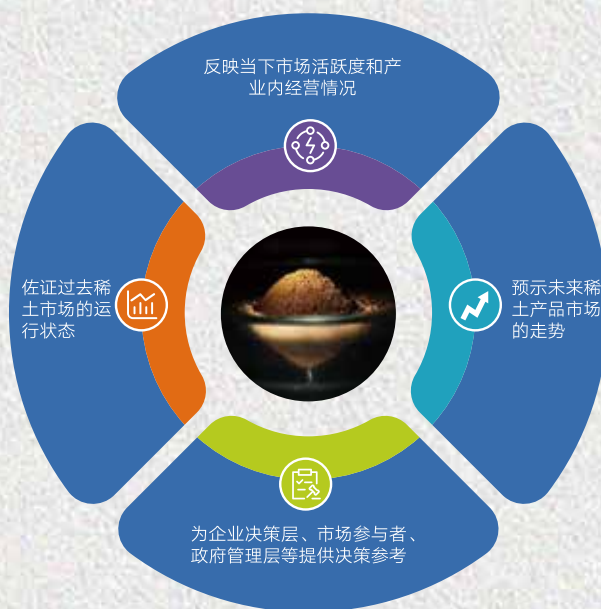 反映当下市场活跃度和产
业内经营情况
佐证过去稀
土市场的运
行状态
预示未来稀
土产品市场
的走势
为企业决策层、市场参与者、
政府管理层等提供决策参考